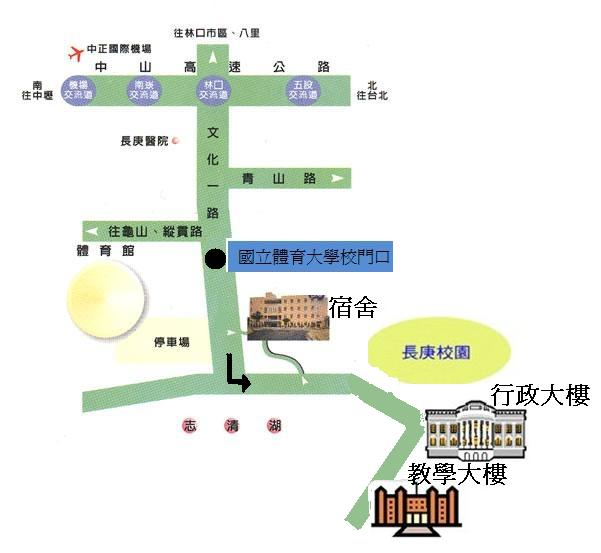 往林口市區、八里
中正國際機場
中山高速公路
南
往中壢
機場
交流道
南崁
交流道
林口
交流道
五股
交流道
北
往台北
長庚醫院
文化一路
青山路
往龜山、縱貫路
體育館
國立體育大學校門口
宿舍
停車場
長庚校園
行政大樓
志清湖
教學大樓